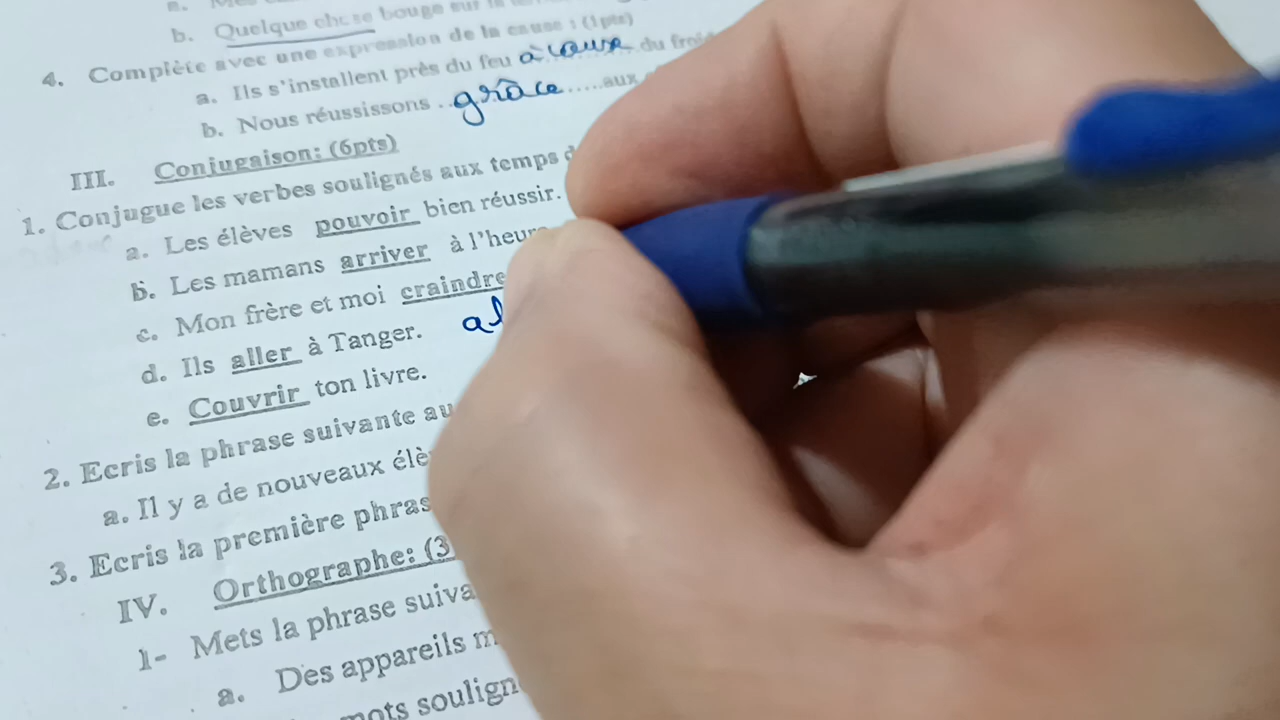 b. Quelque chose bouge sur
4. Complète avec une expression de la cause : (1pts)
a. Ils s'installent près du feu à cause du froid
b. Nous réussissons ..grâce.....aux
III. Conjugaison: (6pts)
1. Conjugue les verbes soulignés aux temps
a. Les élèves pouvoir bien réussir.
b. Les mamans arriver à l'heure
c. Mon frère et moi craindre
d. Ils aller à Tanger. al
e. Couvrir ton livre.
2. Ecris la phrase suivante au
a. Il y a de nouveaux élè
3. Ecris la première phras
IV. Orthographe: (3
1- Mets la phrase suiva
a. Des appareils m
mots soulign